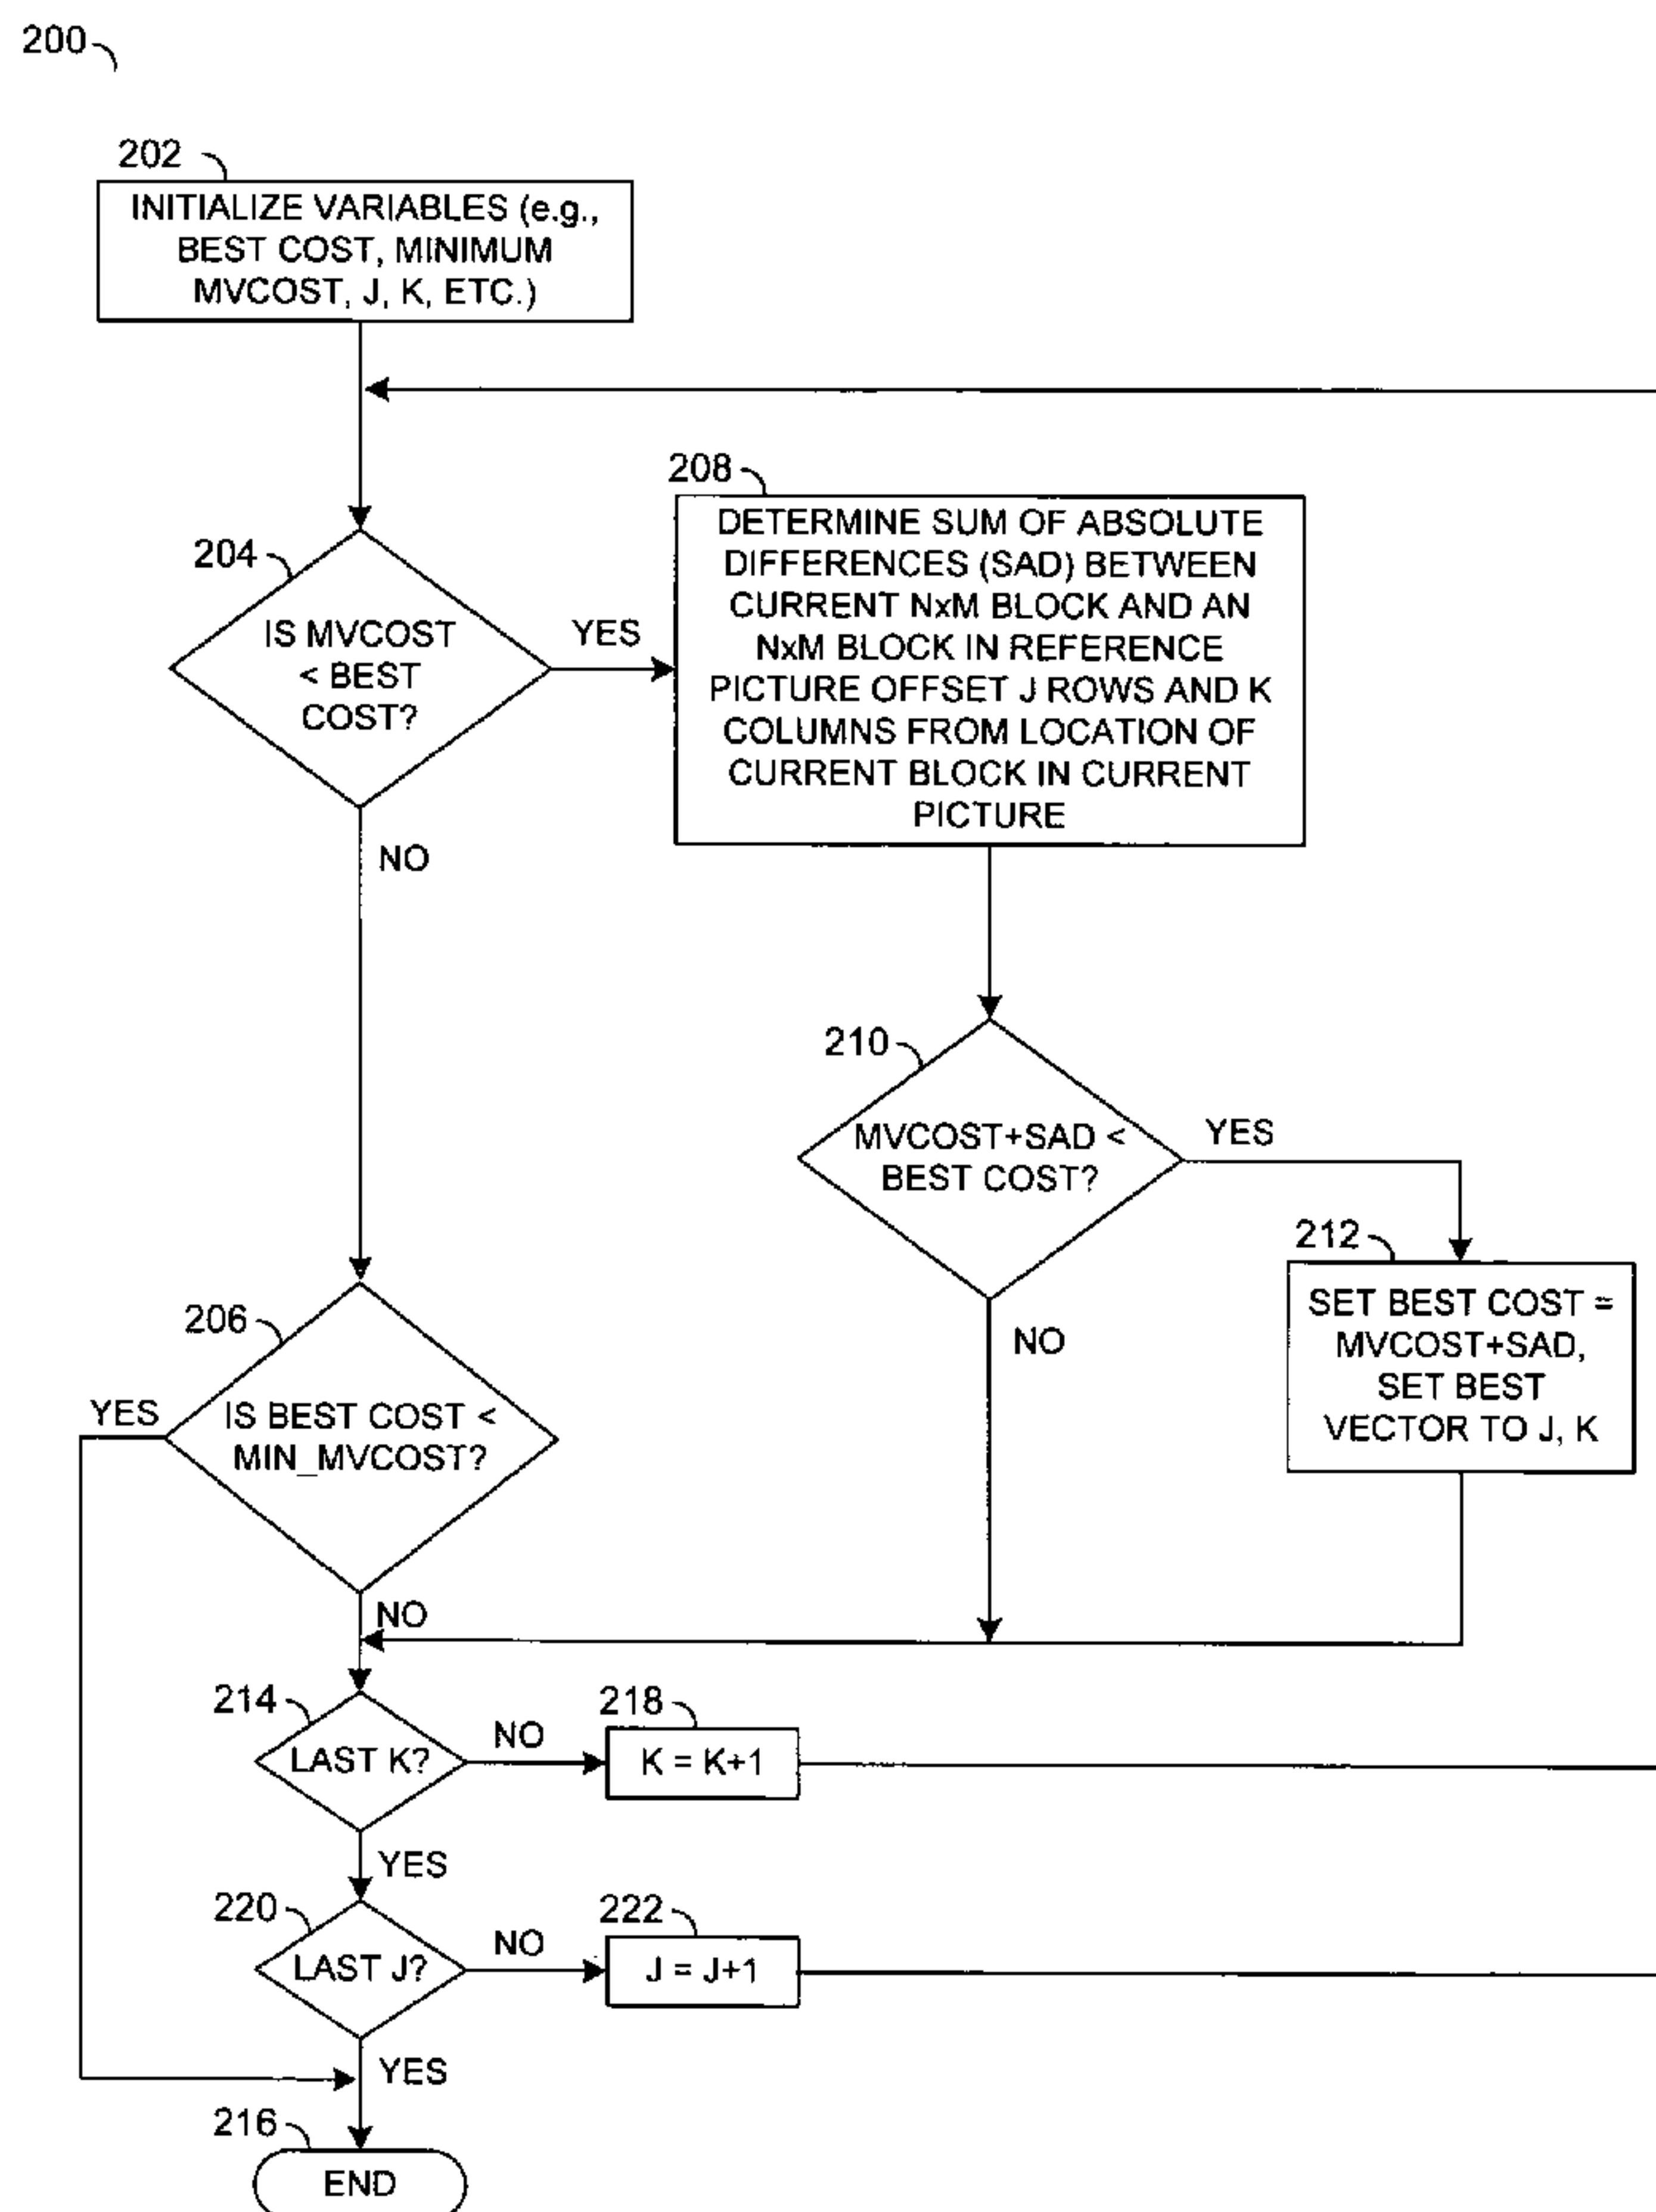 200
202
INITIALIZE VARIABLES (e.g.,
BEST COST, MINIMUM
MVCOST, J, K, ETC.)
204
IS MVCOST
< BEST
COST?
YES
NO
208
DETERMINE SUM OF ABSOLUTE
DIFFERENCES (SAD) BETWEEN
CURRENT NxM BLOCK AND AN
NxM BLOCK IN REFERENCE
PICTURE OFFSET J ROWS AND K
COLUMNS FROM LOCATION OF
CURRENT BLOCK IN CURRENT
PICTURE
210
MVCOST+SAD <
BEST COST?
YES
NO
212
SET BEST COST =
MVCOST+SAD,
SET BEST
VECTOR TO J, K
206
IS BEST COST <
MIN_MVCOST?
YES
NO
214
LAST K?
NO
YES
218
K = K+1
220
LAST J?
NO
YES
222
J = J+1
216
END